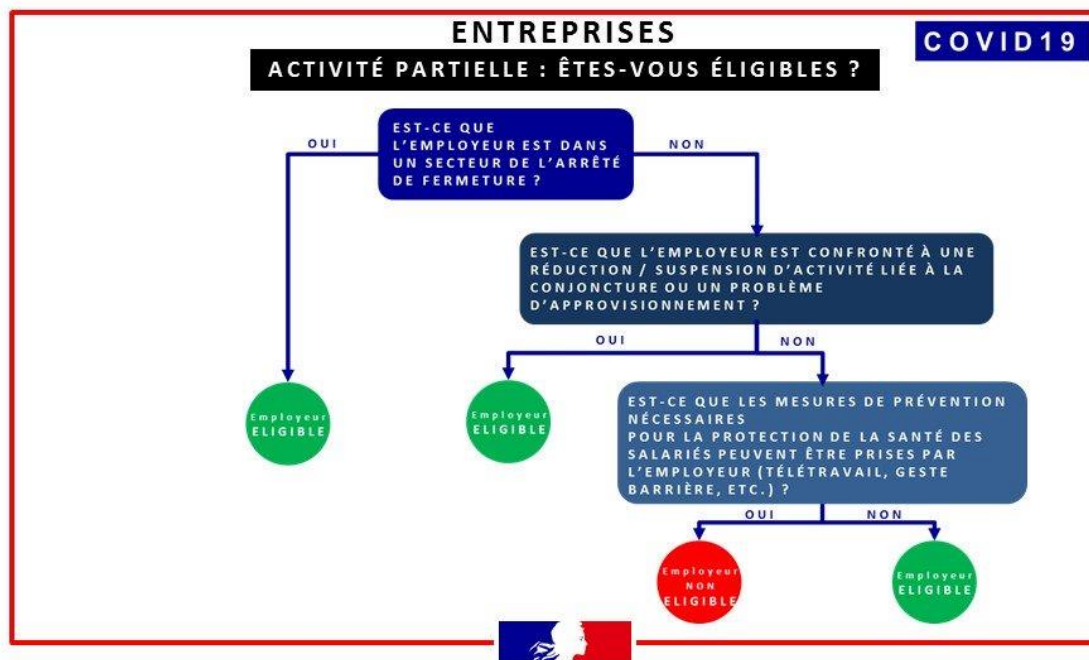 ENTREPRISES
COVID19
ACTIVITÉ PARTIELLE : ÊTES-VOUS ÉLIGIBLES ?
EST-CE QUE
L'EMPLOYEUR EST DANS
UN SECTEUR DE L'ARRÊTÉ
DE FERMETURE ?
OUI
NON
EST-CE QUE L'EMPLOYEUR EST CONFRONTÉ À UNE
RÉDUCTION / SUSPENSION D'ACTIVITÉ LIÉE À LA
CONJONCTURE OU UN PROBLÈME
D'APPROVISIONNEMENT ?
OUI
NON
Employeur
ELIGIBLE
Employeur
ELIGIBLE
EST-CE QUE LES MESURES DE PRÉVENTION
NÉCESSAIRES
POUR LA PROTECTION DE LA SANTÉ DES
SALARIÉS PEUVENT ÊTRE PRISES PAR
L'EMPLOYEUR (TÉLÉTRAVAIL, GESTE
BARRIÈRE, ETC.) ?
OUI
NON
Employeur
NON
ELIGIBLE
Employeur
ELIGIBLE